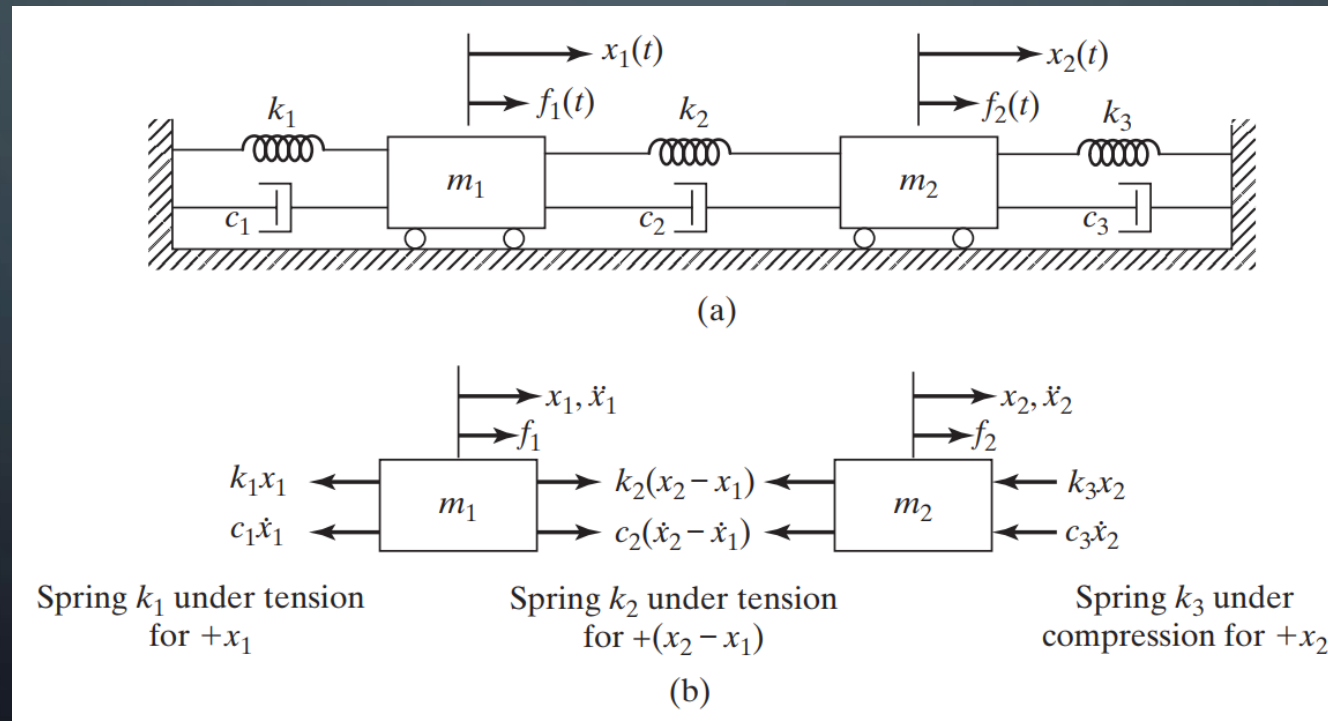 x₁(t) x₂(t)
k₁ f₁(t) k₂ f₂(t) k₃
m₁ m₂
c₁ c₂ c₃
(a)
x₁, ẍ₁ x₂, ẍ₂
f₁ f₂
k₁x₁ k₂(x₂ − x₁) k₃x₂
m₁ m₂
c₁ẋ₁ c₂(ẋ₂ − ẋ₁) c₃ẋ₂
Spring k₁ under tension Spring k₂ under tension Spring k₃ under
for +x₁ for +(x₂ − x₁) compression for +x₂
(b)